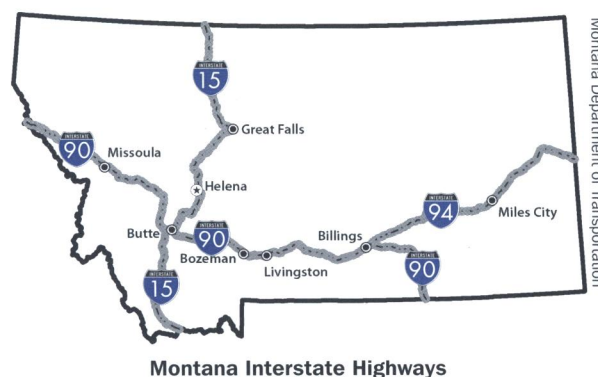 INTERSTATE
15
Great Falls
INTERSTATE
90
Missoula
Helena
INTERSTATE
94
Miles City
Butte
INTERSTATE
90
Billings
Bozeman
Livingston
INTERSTATE
90
INTERSTATE
15
Montana Department of Transportation
Montana Interstate Highways